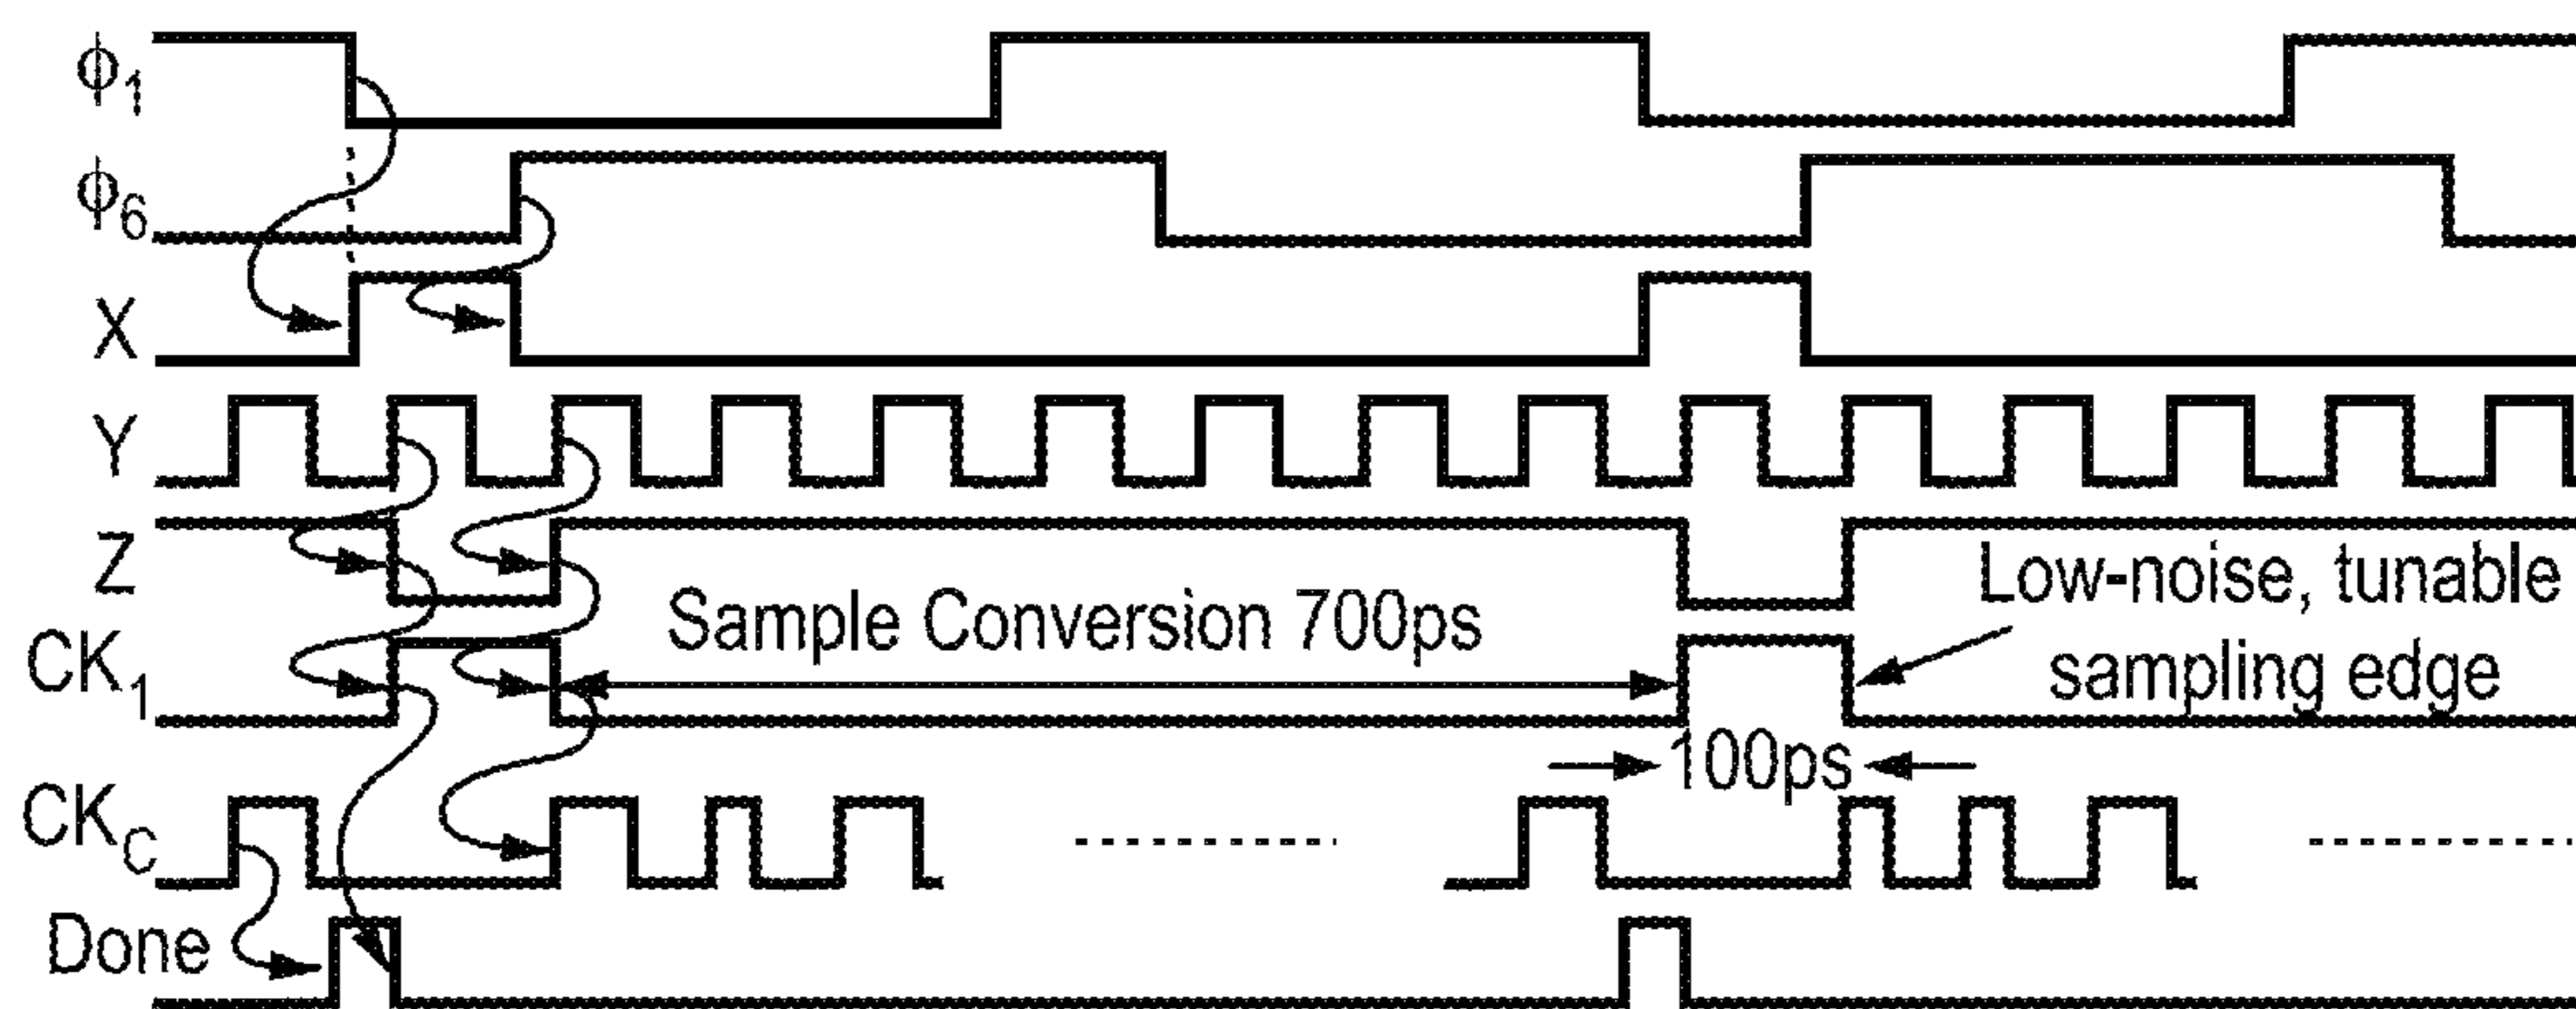 ϕ1
ϕ6
X
Y
Z
Low-noise, tunable
sampling edge
Sample Conversion 700ps
CK1
100ps
CKC
Done